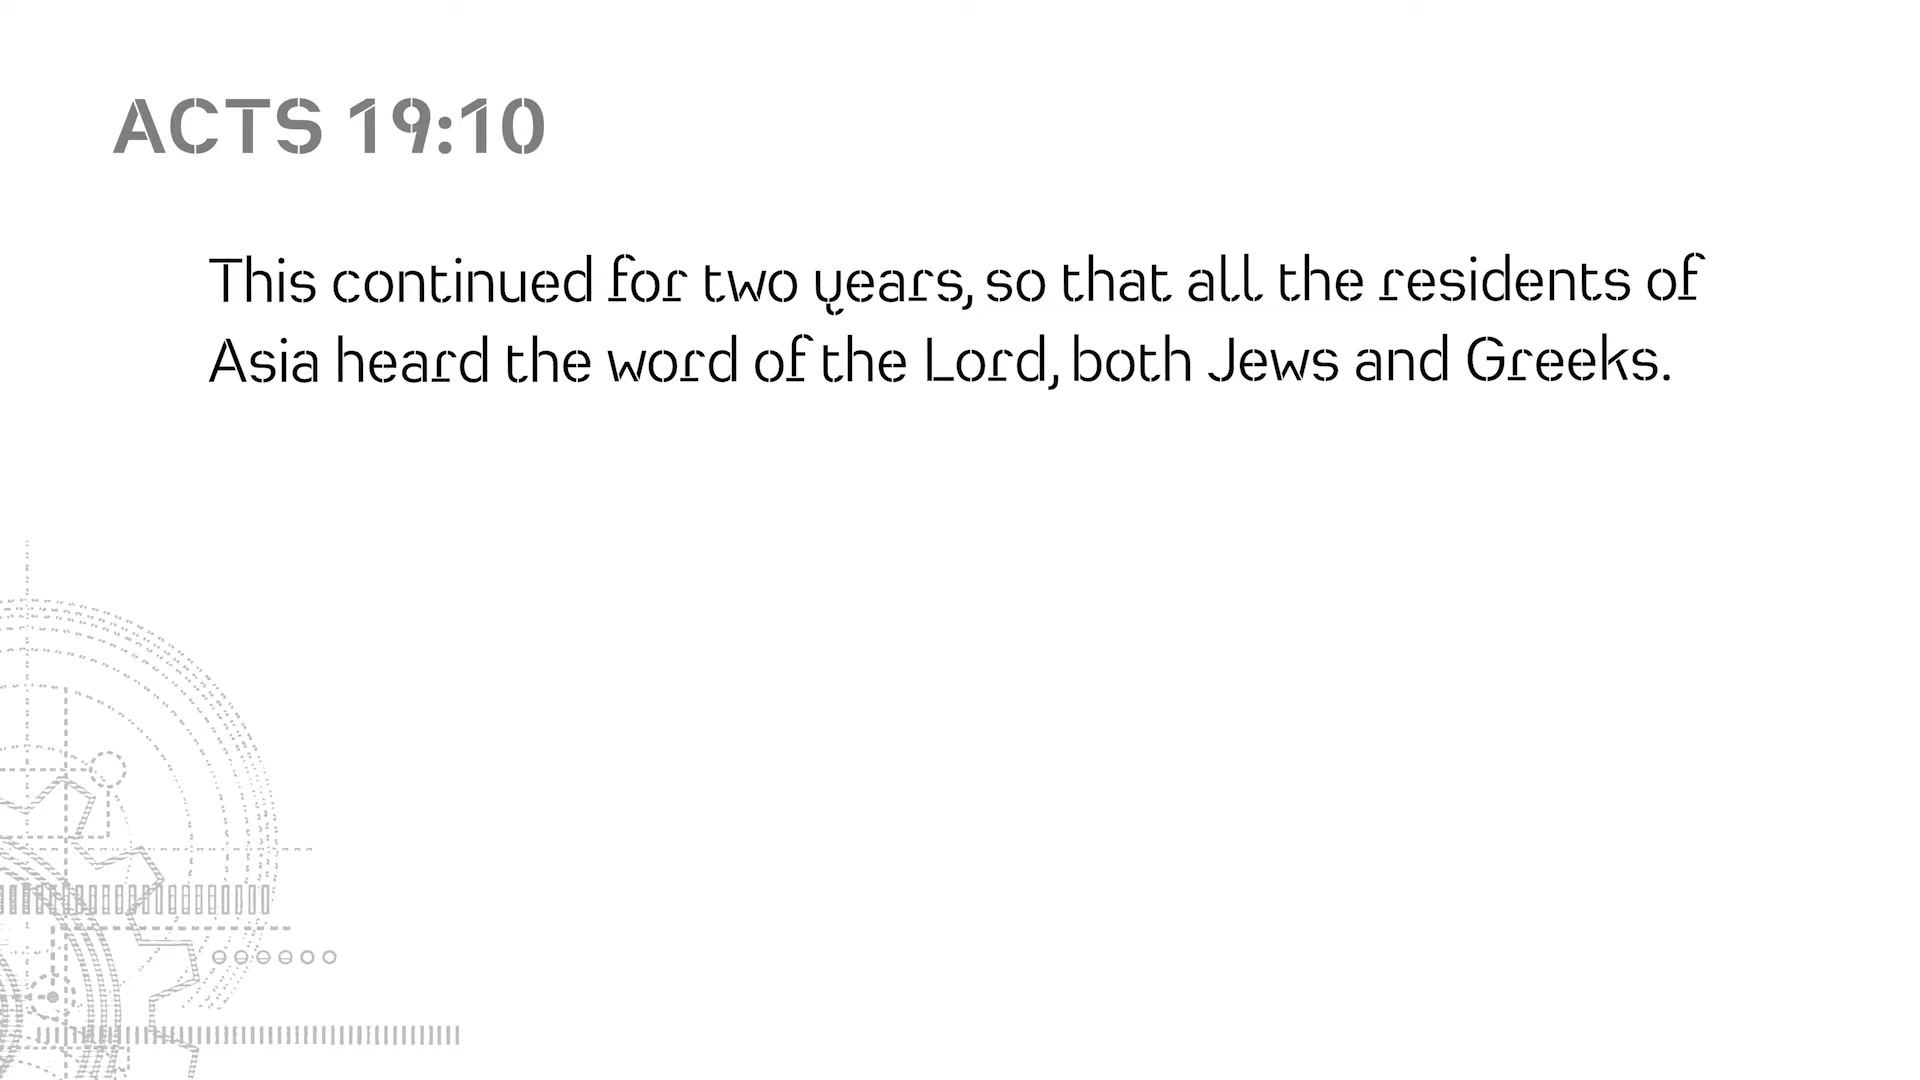 ACTS 19:10
This continued for two years, so that all the residents of
Asia heard the word of the Lord, both Jews and Greeks.